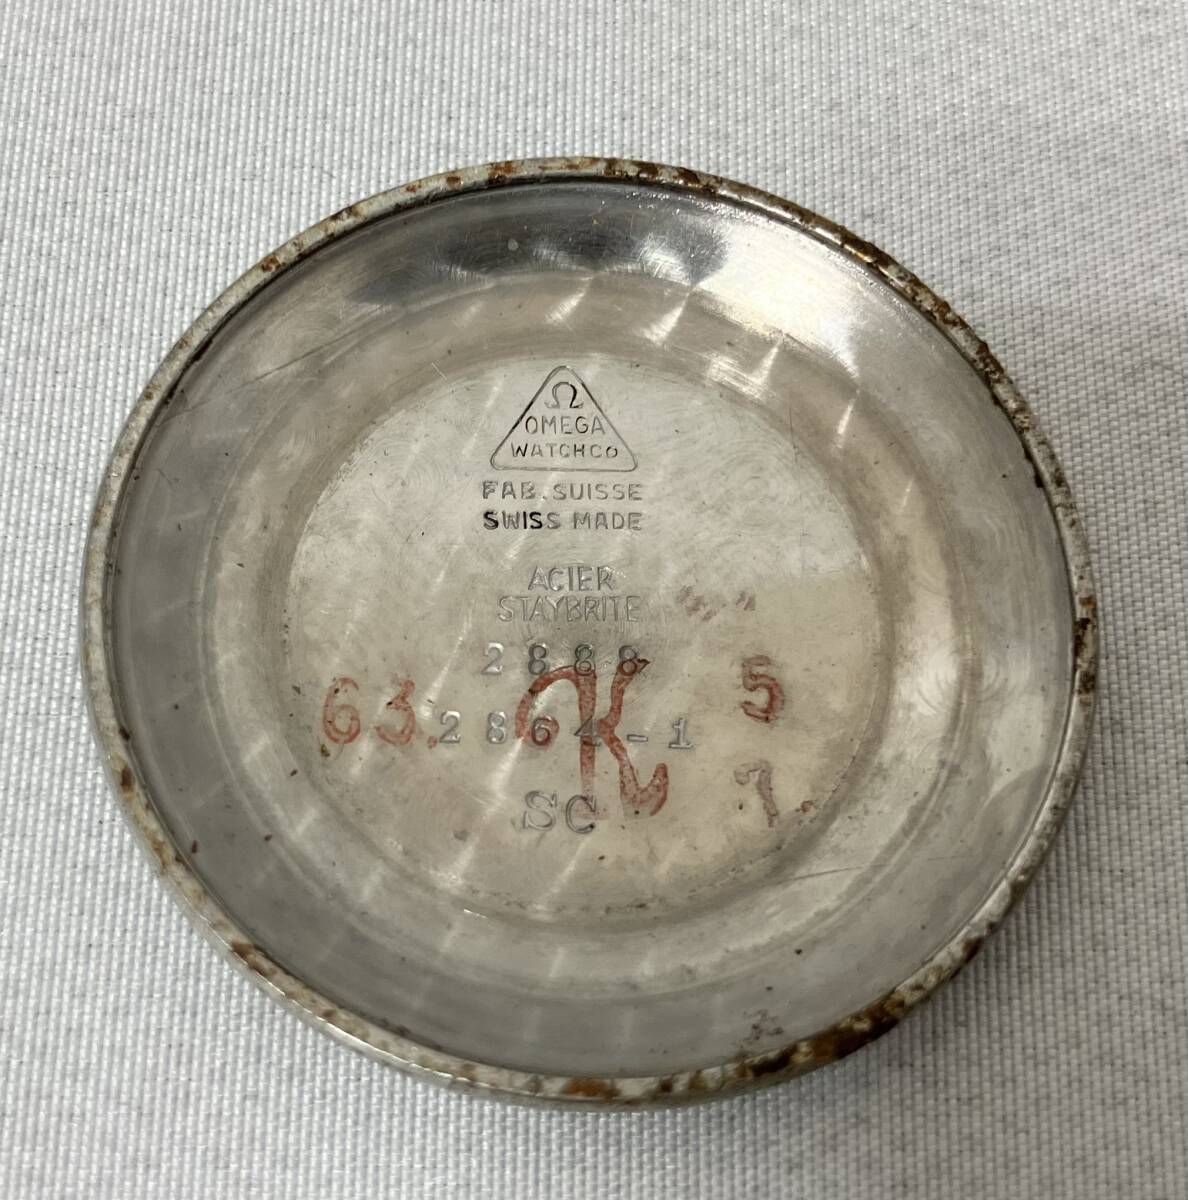 Ω
OMEGA
WATCH CO
FAB. SUISSE
SWISS MADE
ACIER
STAYBRITE
2888
63. K 5
2864-1
7.
SC